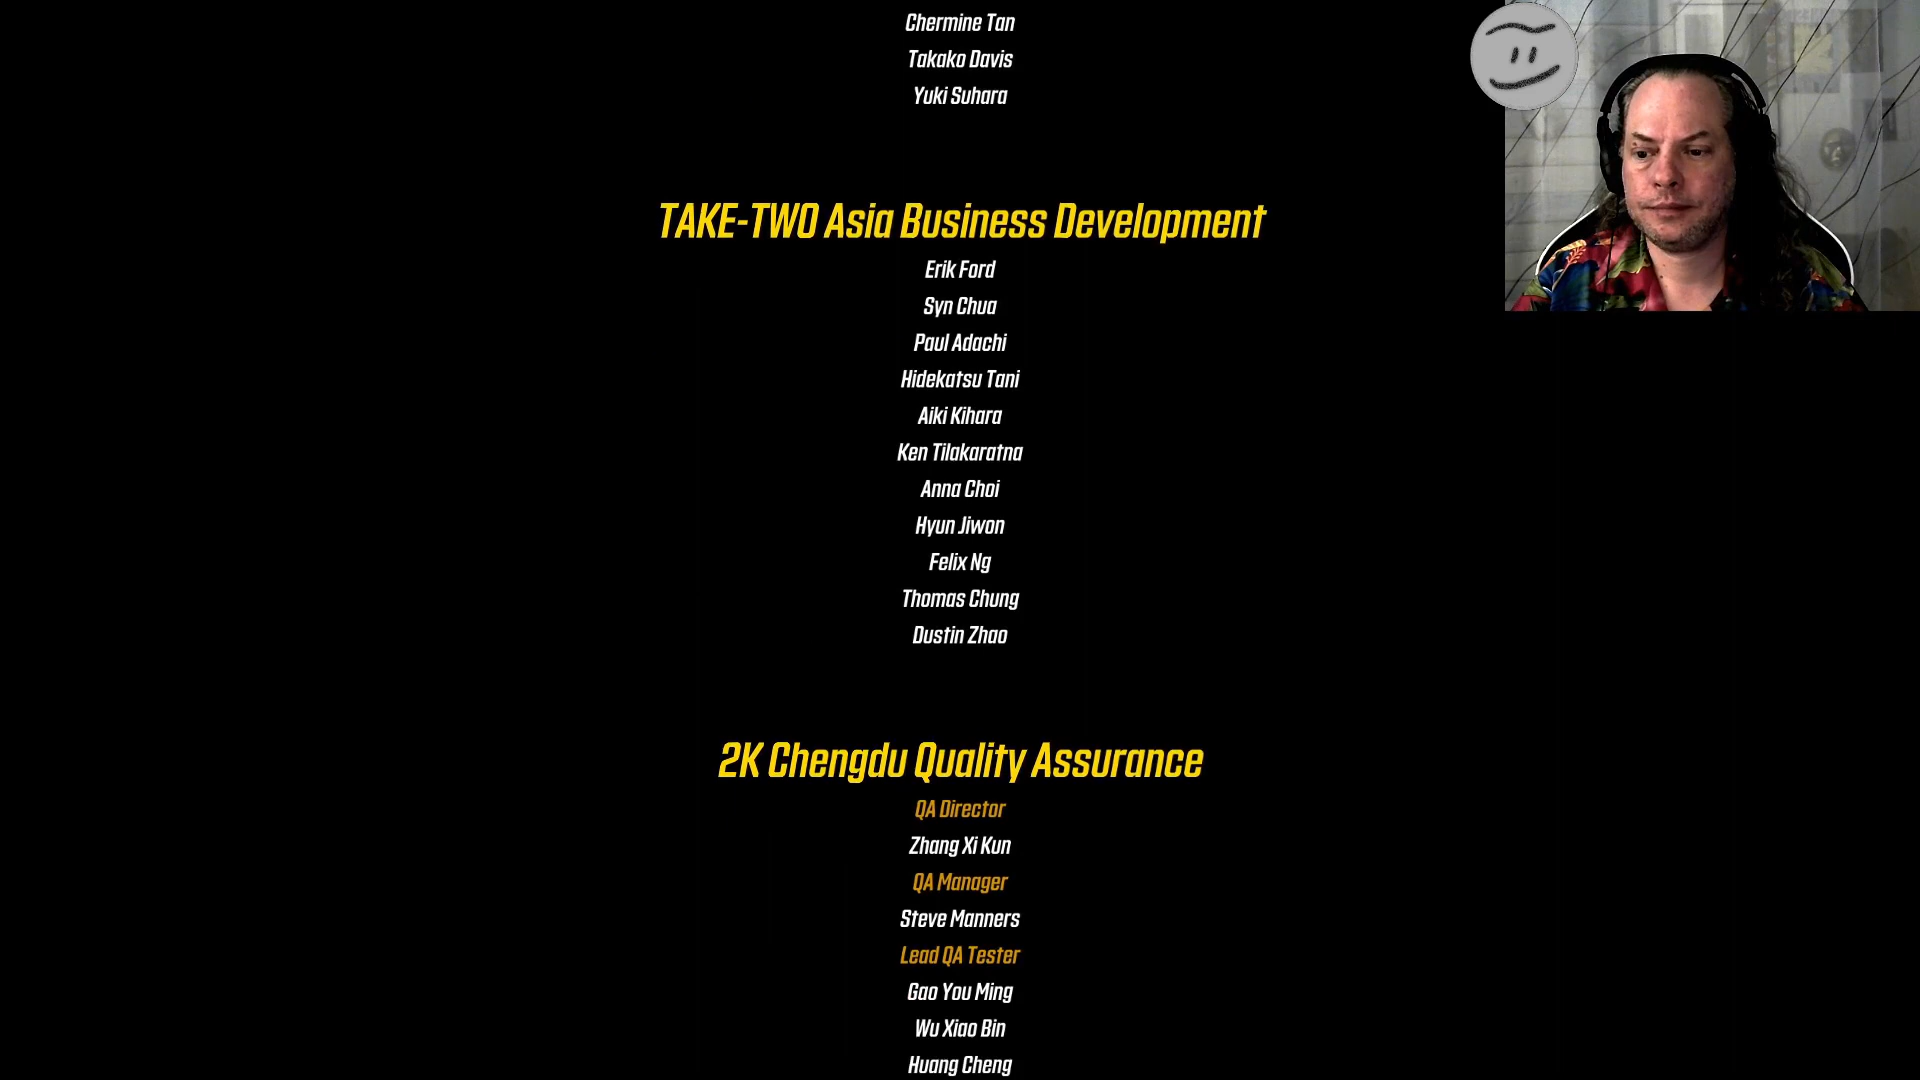 Chermine Tan
Takako Davis
Yuki Suhara
TAKE-TWO Asia Business Development
Erik Ford
Syn Chua
Paul Adachi
Hidekatsu Tani
Aiki Kihara
Ken Tilakaratna
Anna Choi
Hyun Jiwon
Felix Ng
Thomas Chung
Dustin Zhao
2K Chengdu Quality Assurance
QA Director
Zhang Xi Kun
QA Manager
Steve Manners
Lead QA Tester
Gao You Ming
Wu Xiao Bin
Huang Cheng